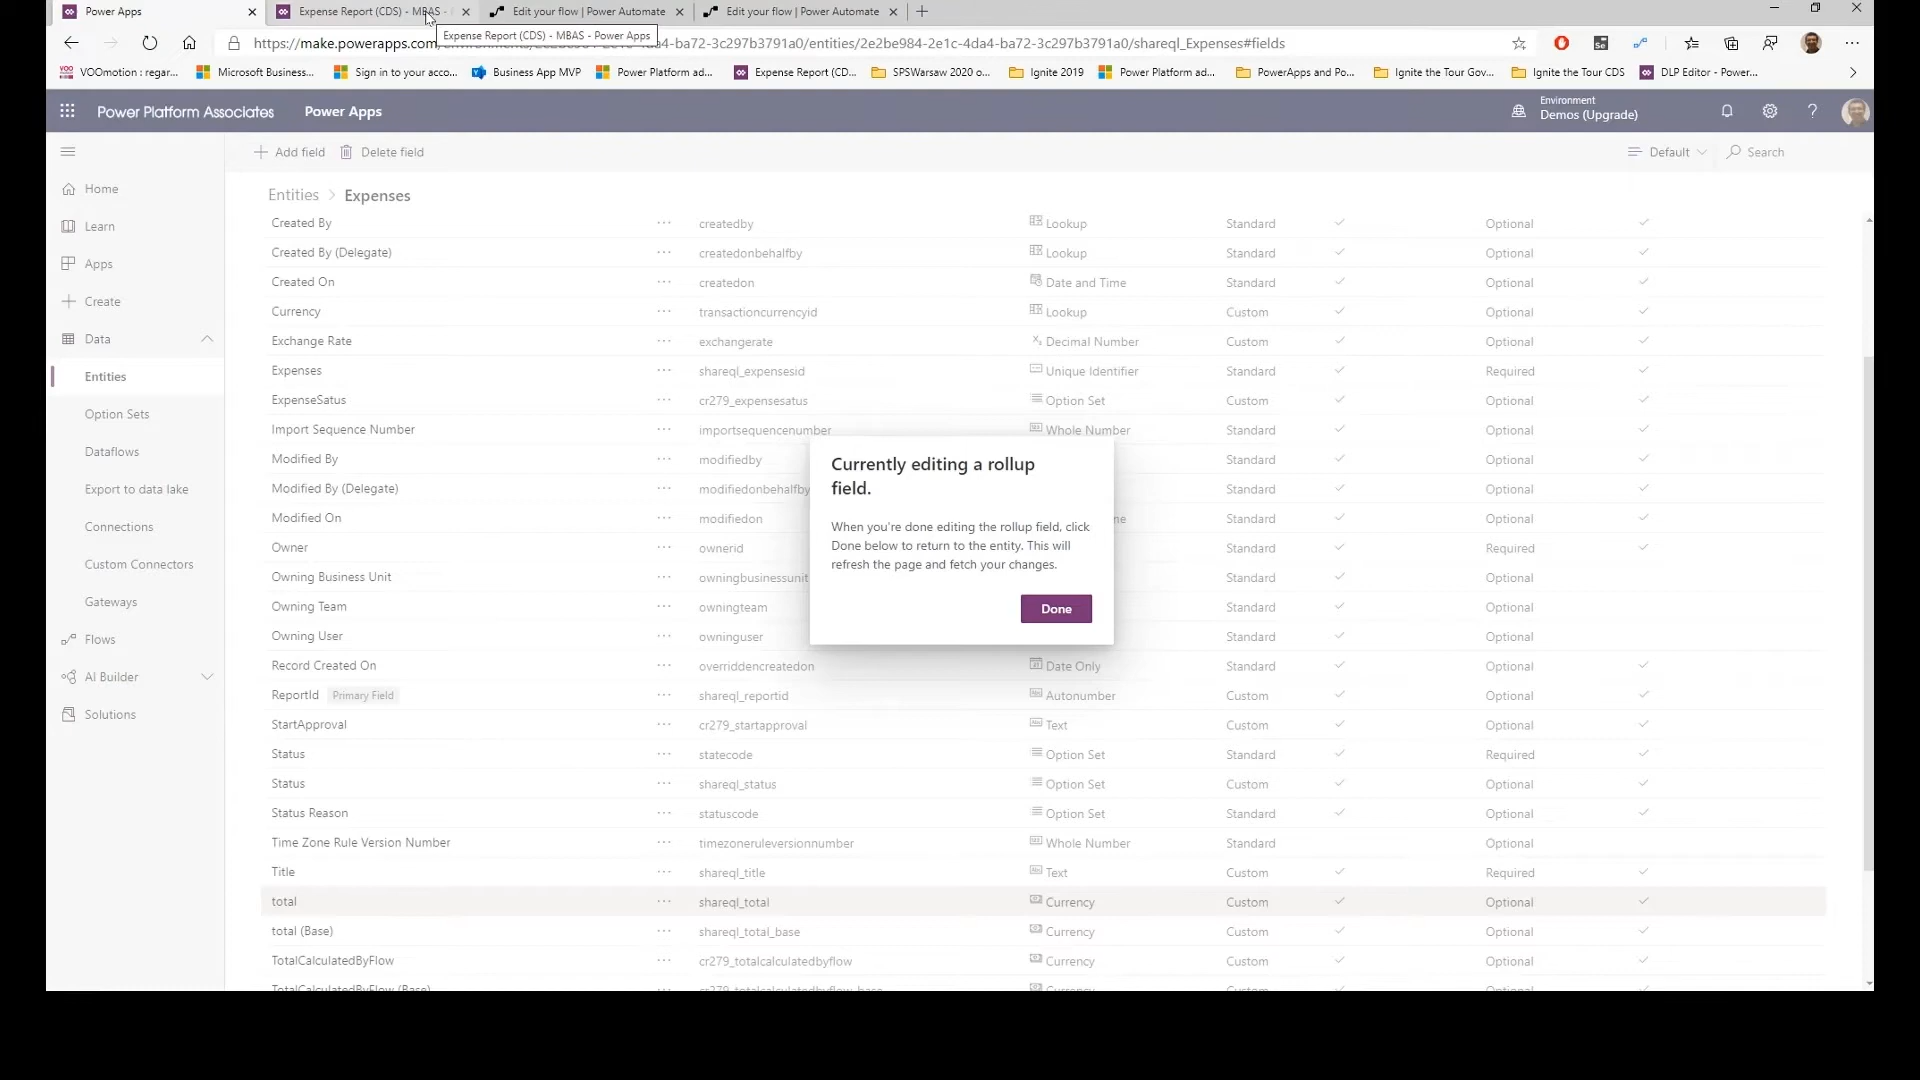 Power Apps
Expense Report (CDS) - MBAS -
Edit your flow | Power Automate
Edit your flow | Power Automate
Expense Report (CDS) - MBAS - Power Apps
https://make.powerapps.com
-4da4-ba72-3c297b3791a0/entities/2e2be984-2e1c-4da4-ba72-3c297b3791a0/shareql_Expenses#fields
VOOmotion : regar...
Microsoft Business...
Sign in to your acco...
Business App MVP
Power Platform ad...
Expense Report (CD...
SPSWarsaw 2020 o...
Ignite 2019
Power Platform ad...
PowerApps and Po...
Ignite the Tour Gov...
Ignite the Tour CDS
DLP Editor - Power...
Power Platform Associates
Power Apps
Environment
Demos (Upgrade)
?
Add field
Delete field
Default
Search
Home
Learn
Apps
Create
Data
Entities
Option Sets
Dataflows
Export to data lake
Connections
Custom Connectors
Gateways
Flows
AI Builder
Solutions
Entities > Expenses
Created By ... createdby Lookup Standard Optional
Created By (Delegate) ... createdonbehalfby Lookup Standard Optional
Created On ... createdon Date and Time Standard Optional
Currency ... transactioncurrencyid Lookup Custom Optional
Exchange Rate ... exchangerate Decimal Number Custom Optional
Expenses ... shareql_expensesid Unique Identifier Standard Required
ExpenseSatus ... cr279_expensesatus Option Set Custom Optional
Import Sequence Number ... importsequencenumber Whole Number Standard Optional
Modified By ... modifiedby Standard Optional
Modified By (Delegate) ... modifiedonbehalfby Standard Optional
Modified On ... modifiedon ne Standard Optional
Owner ... ownerid Standard Required
Owning Business Unit ... owningbusinessunit Standard Optional
Owning Team ... owningteam Standard Optional
Owning User ... owninguser Standard Optional
Record Created On ... overriddencreatedon Date Only Standard Optional
ReportId Primary Field ... shareql_reportid Autonumber Custom Optional
StartApproval ... cr279_startapproval Text Custom Optional
Status ... statecode Option Set Standard Required
Status ... shareql_status Option Set Custom Optional
Status Reason ... statuscode Option Set Standard Optional
Time Zone Rule Version Number ... timezoneruleversionnumber Whole Number Standard Optional
Title ... shareql_title Text Custom Required
total ... shareql_total Currency Custom Optional
total (Base) ... shareql_total_base Currency Custom Optional
TotalCalculatedByFlow ... cr279_totalcalculatedbyflow Currency Custom Optional
TotalCalculatedByFlow (Base) ... cr279_totalcalculatedbyflow_base Currency Custom Optional
Currently editing a rollup
field.
When you're done editing the rollup field, click
Done below to return to the entity. This will
refresh the page and fetch your changes.
Done